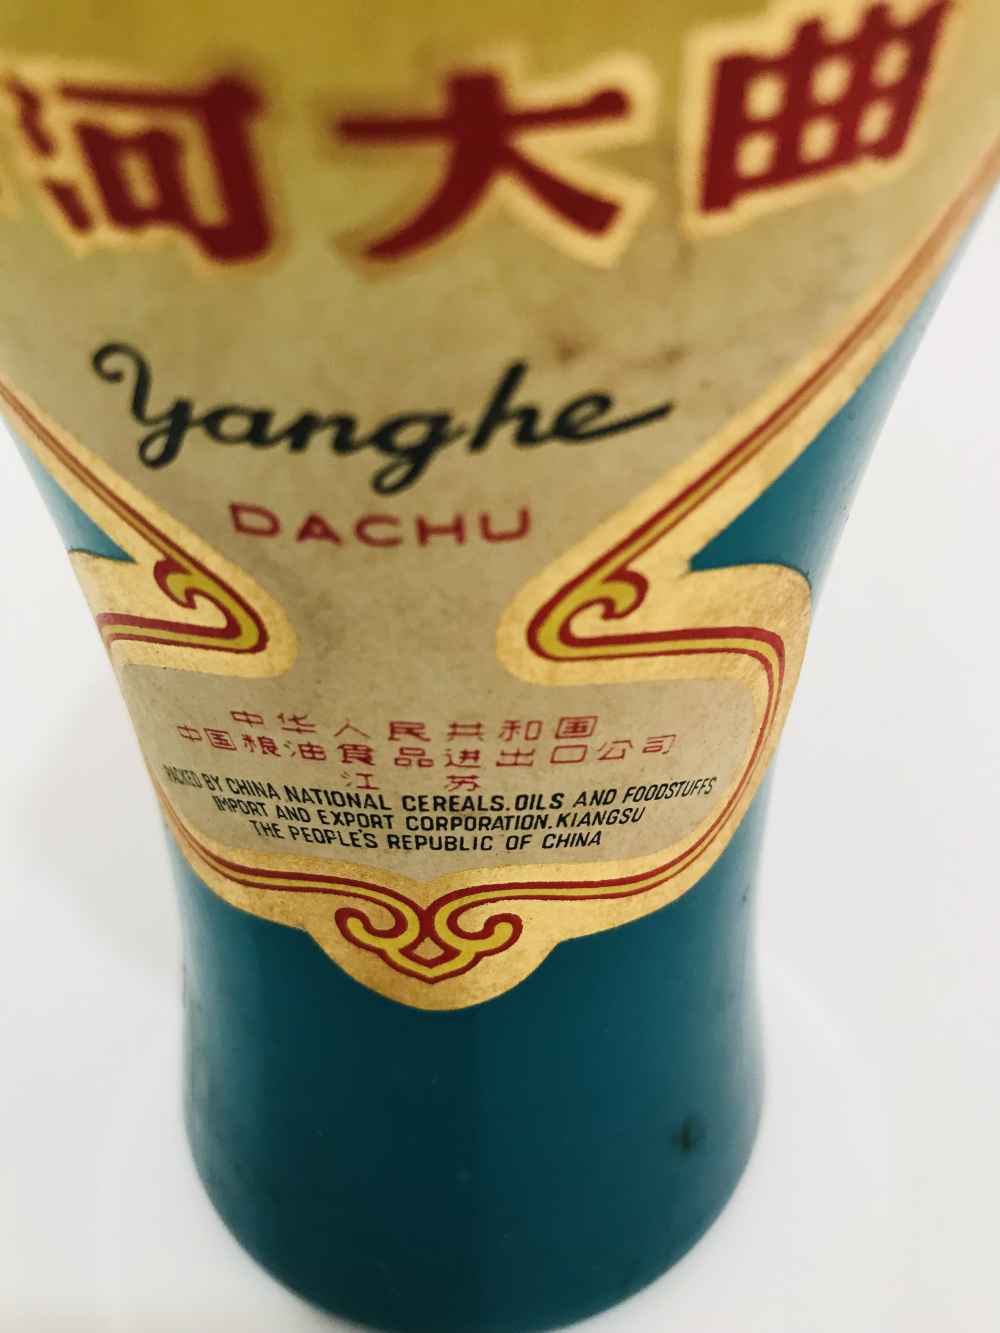 河大曲
Yanghe
DACHU
中华人民共和国
中国粮油食品进出口公司
江苏
PACKED BY CHINA NATIONAL CEREALS. OILS AND FOODSTUFFS
IMPORT AND EXPORT CORPORATION. KIANGSU
THE PEOPLE'S REPUBLIC OF CHINA